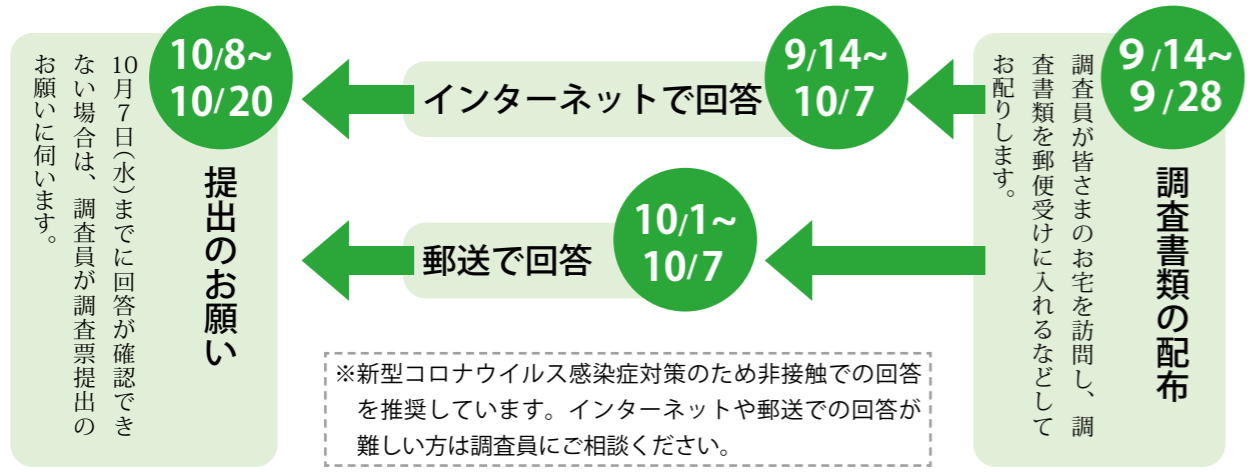 9/14~
9/28
調査書類の配布
調査員が皆さまのお宅を訪問し、調
査書類を郵便受けに入れるなどして
お配りします。
9/14~
10/7
インターネットで回答
10/1~
10/7
郵送で回答
10/8~
10/20
提出のお願い
10月7日(水)までに回答が確認でき
ない場合は、調査員が調査票提出の
お願いに伺います。
※新型コロナウイルス感染症対策のため非接触での回答
を推奨しています。インターネットや郵送での回答が
難しい方は調査員にご相談ください。